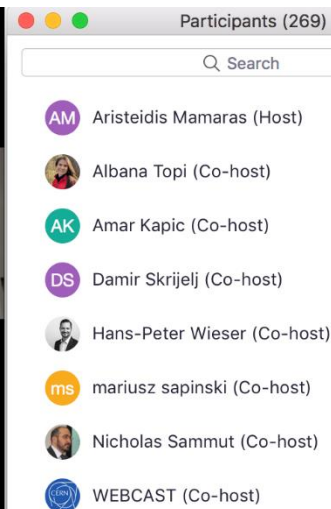 Participants (269)
Search
AM Aristeidis Mamaras (Host)
Albana Topi (Co-host)
AK Amar Kapic (Co-host)
DS Damir Skrijelj (Co-host)
Hans-Peter Wieser (Co-host)
ms mariusz sapinski (Co-host)
Nicholas Sammut (Co-host)
CERN WEBCAST (Co-host)